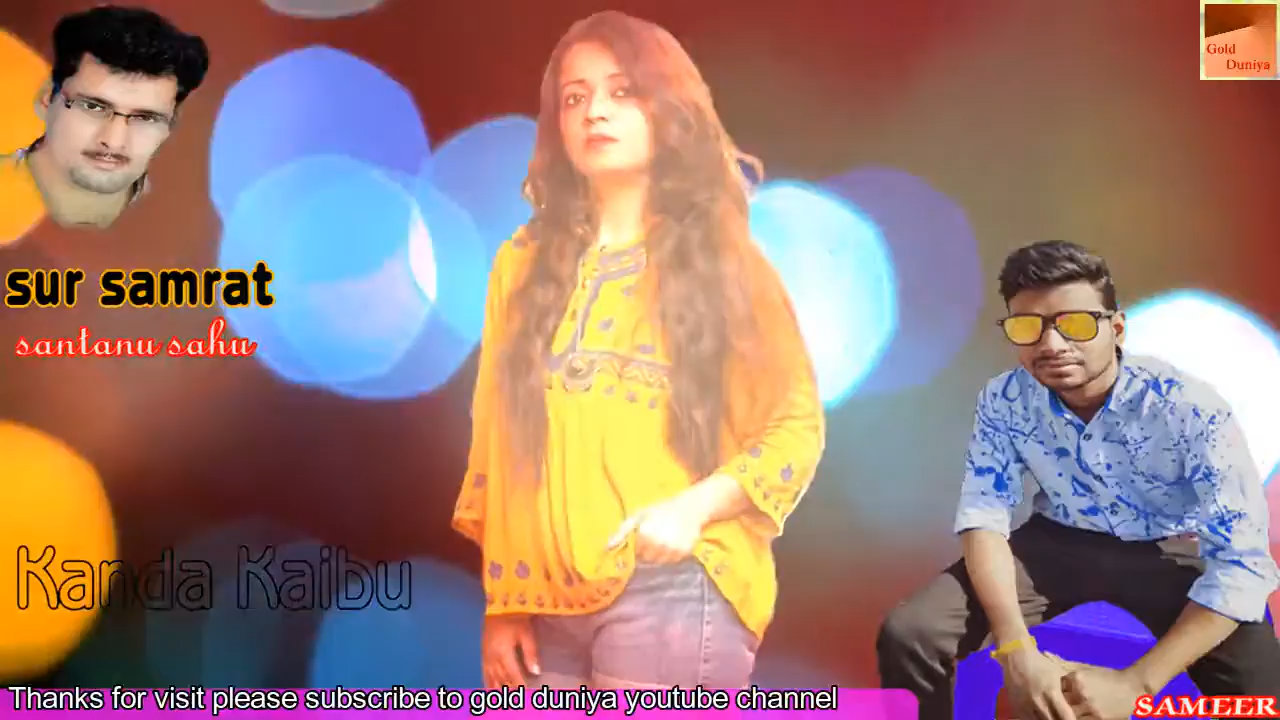 Gold
Duniya
sur samrat
santanu sahu
Kanda Kaibu
Thanks for visit please subscribe to gold duniya youtube channel
SAMEER